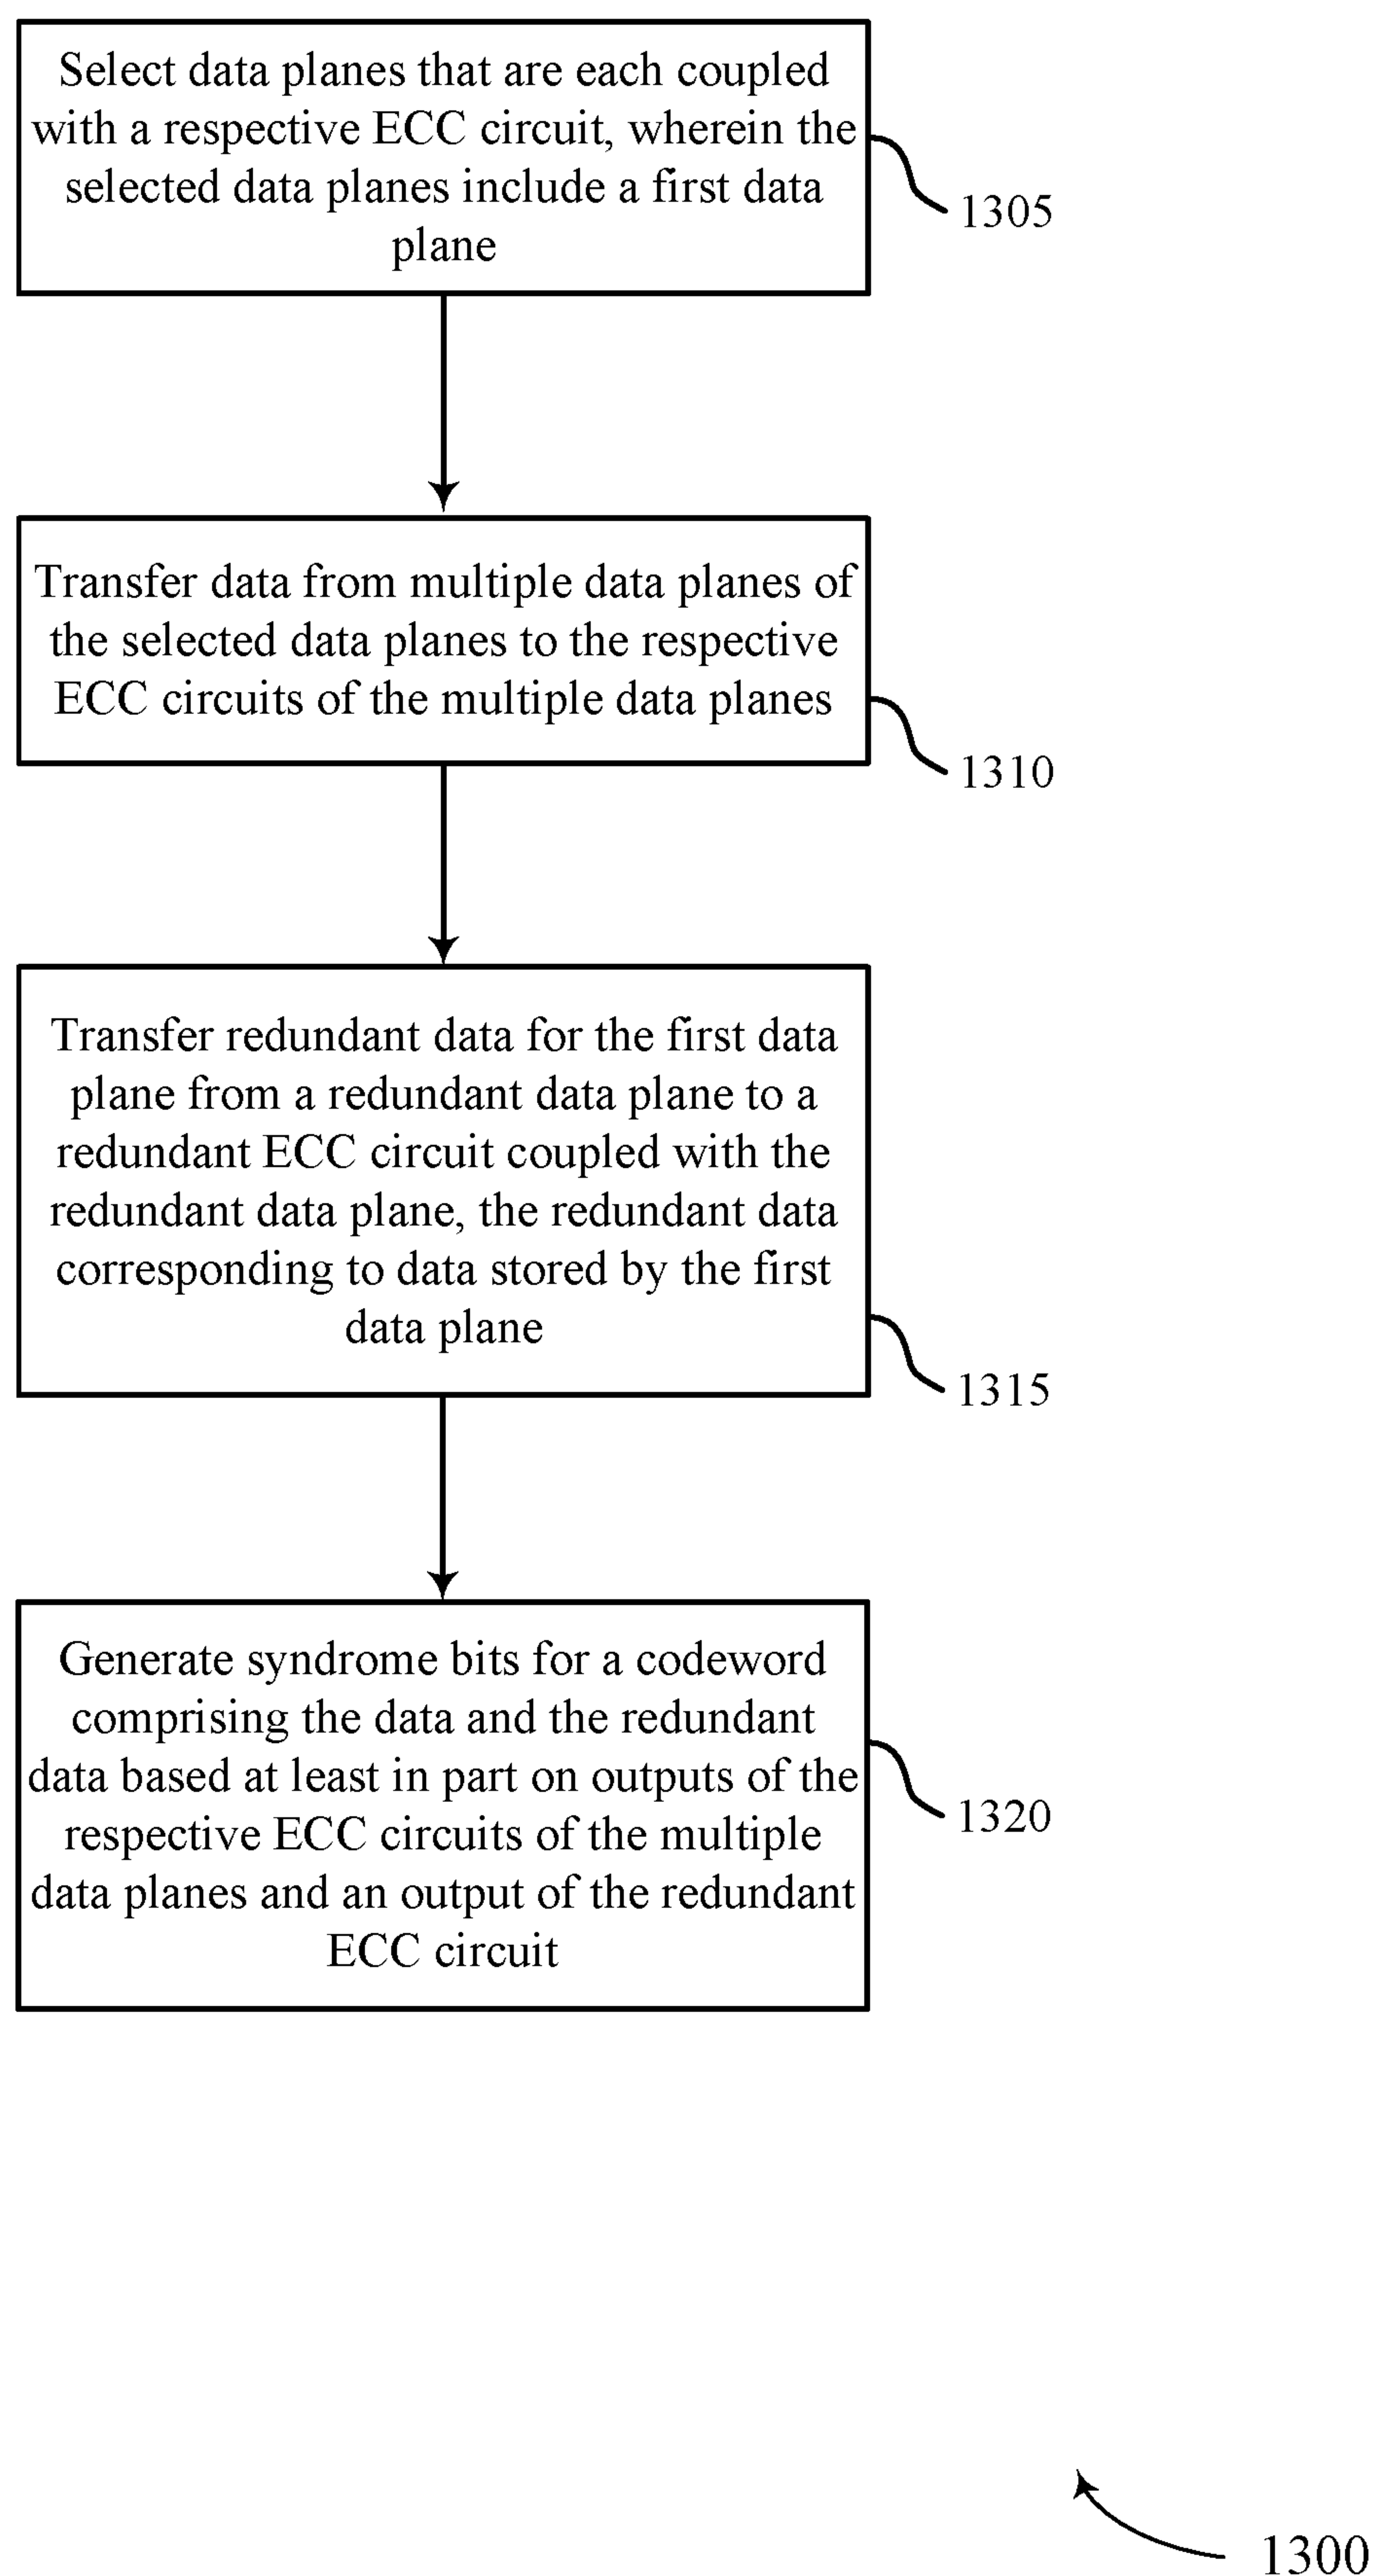 Select data planes that are each coupled
with a respective ECC circuit, wherein the
selected data planes include a first data
plane
1305
Transfer data from multiple data planes of
the selected data planes to the respective
ECC circuits of the multiple data planes
1310
Transfer redundant data for the first data
plane from a redundant data plane to a
redundant ECC circuit coupled with the
redundant data plane, the redundant data
corresponding to data stored by the first
data plane
1315
Generate syndrome bits for a codeword
comprising the data and the redundant
data based at least in part on outputs of the
respective ECC circuits of the multiple
data planes and an output of the redundant
ECC circuit
1320
1300